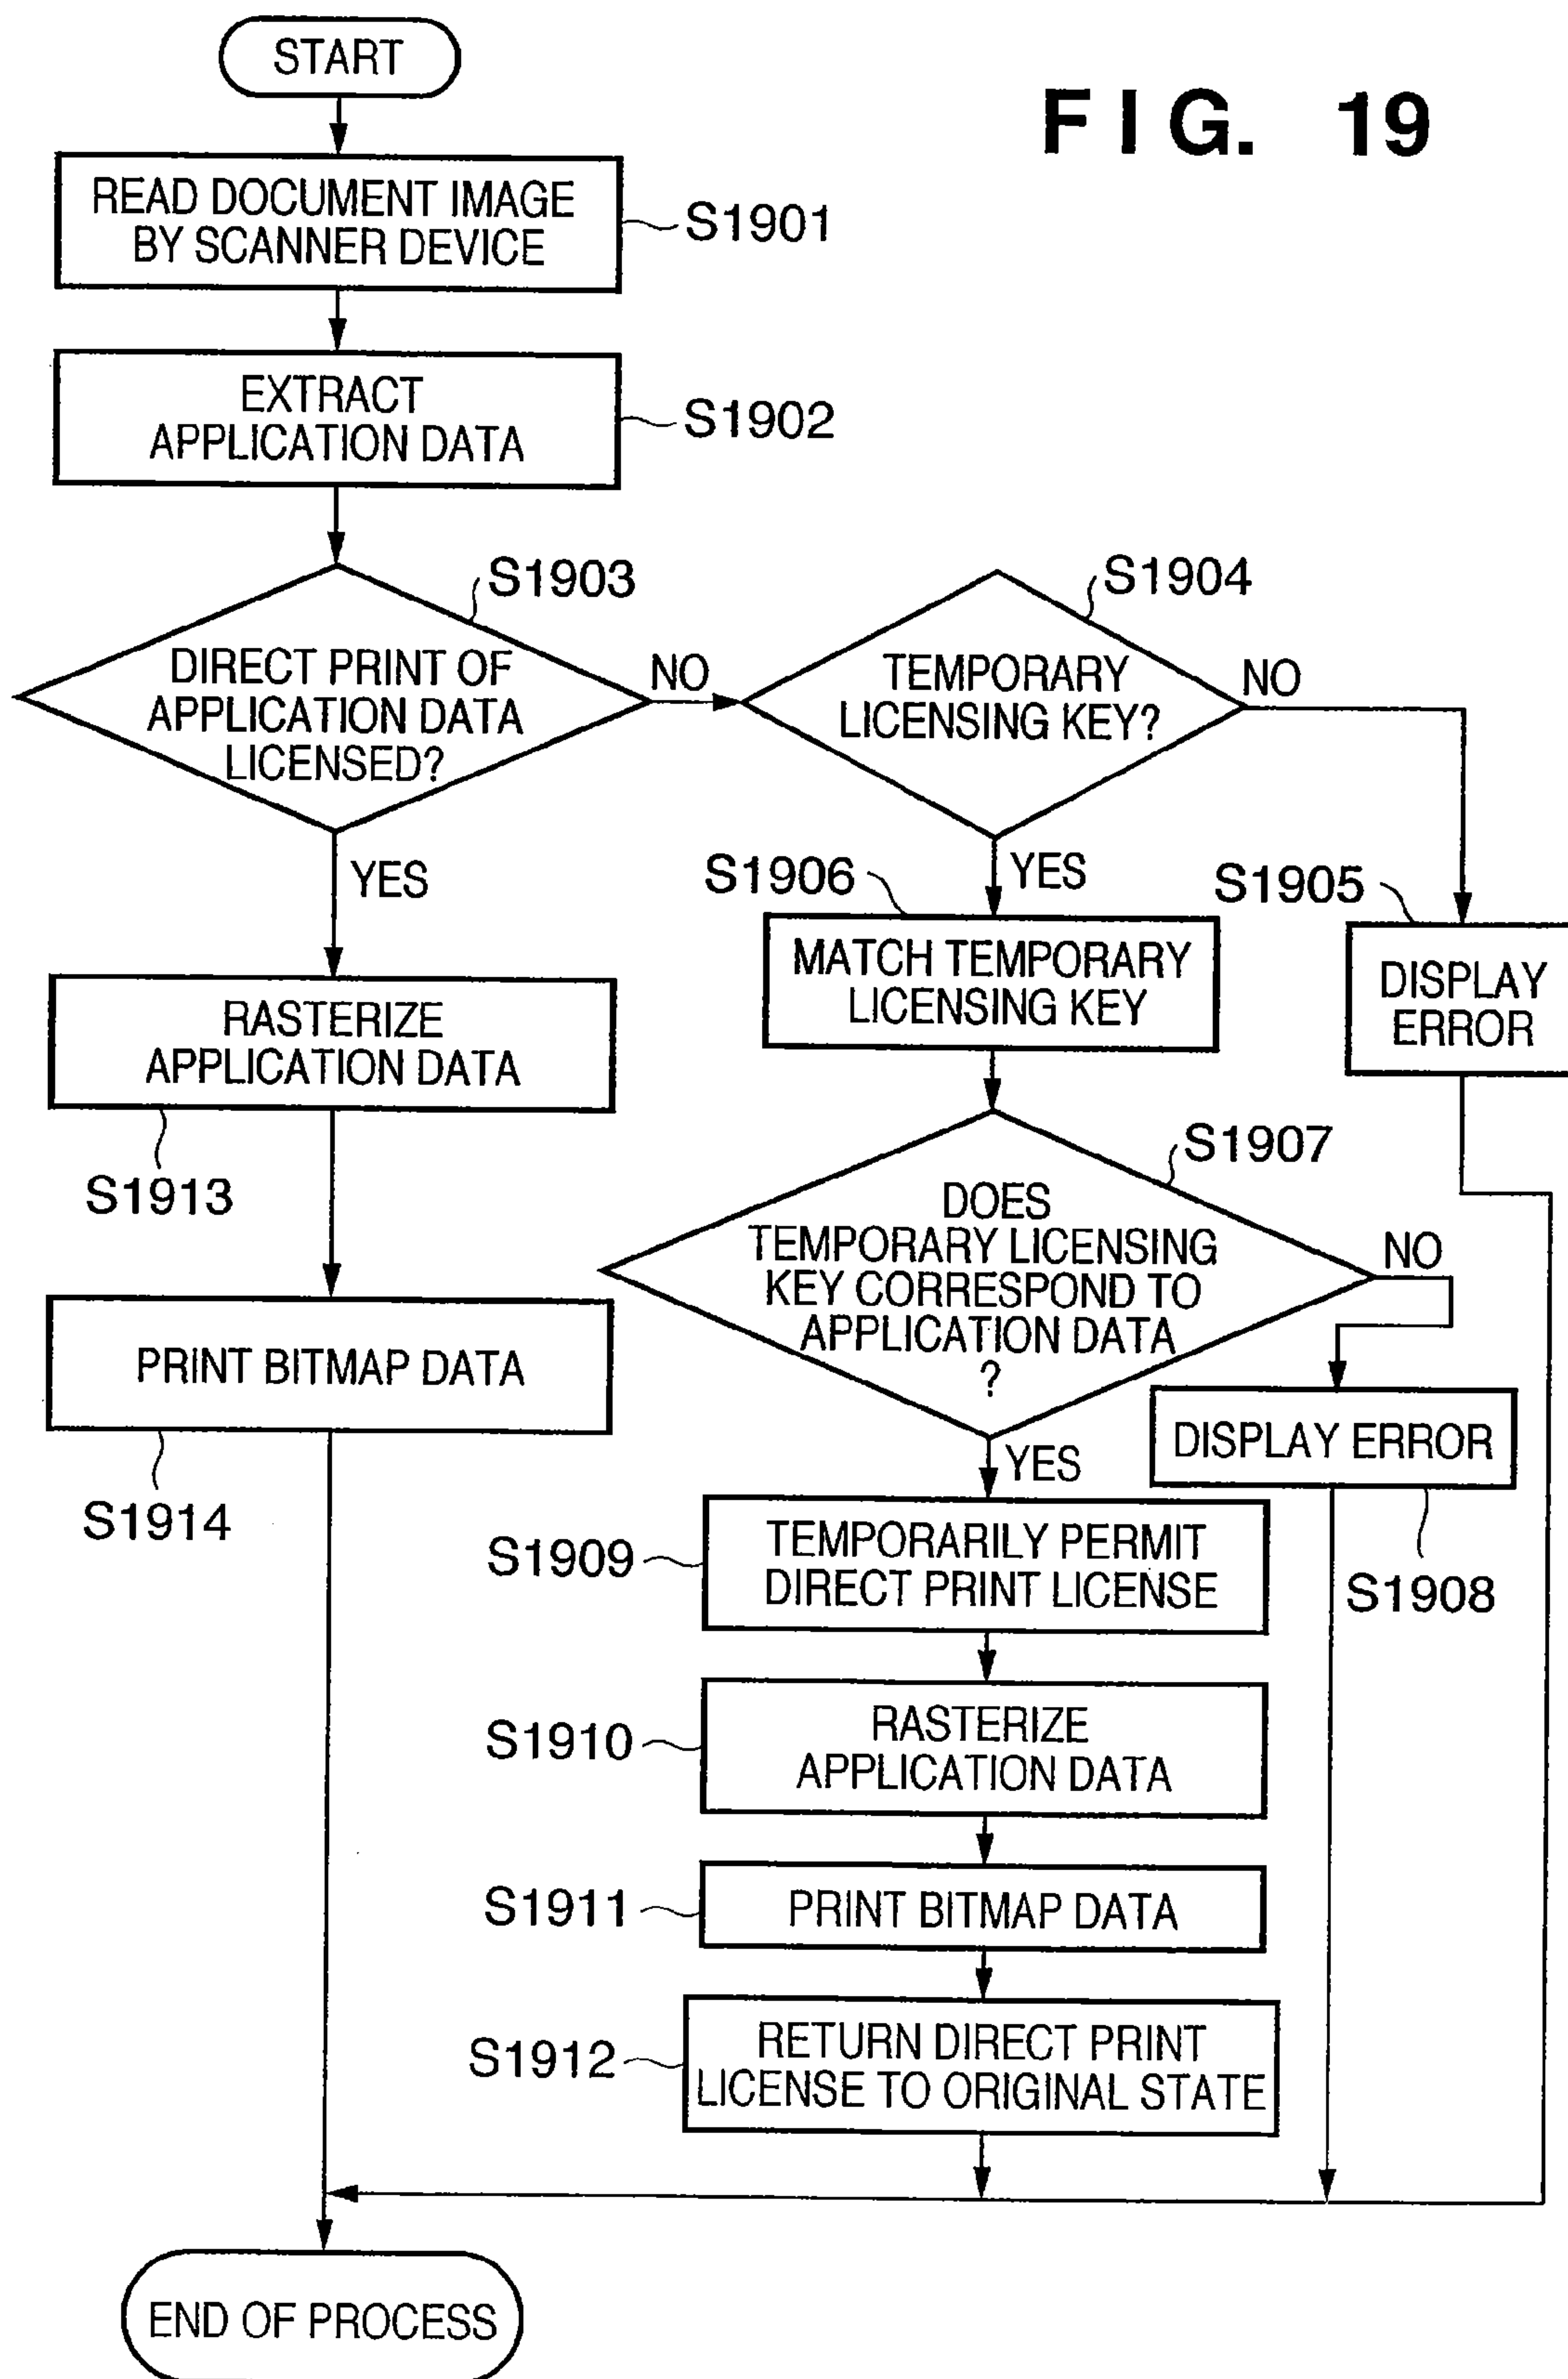 START
FIG. 19
READ DOCUMENT IMAGE
BY SCANNER DEVICE
S1901
EXTRACT
APPLICATION DATA
S1902
S1903
DIRECT PRINT OF
APPLICATION DATA
LICENSED?
NO
YES
S1904
TEMPORARY
LICENSING KEY?
NO
YES
S1906
MATCH TEMPORARY
LICENSING KEY
S1905
DISPLAY
ERROR
RASTERIZE
APPLICATION DATA
S1913
S1907
DOES
TEMPORARY LICENSING
KEY CORRESPOND TO
APPLICATION DATA
?
NO
YES
PRINT BITMAP DATA
S1914
DISPLAY ERROR
S1908
S1909
TEMPORARILY PERMIT
DIRECT PRINT LICENSE
S1910
RASTERIZE
APPLICATION DATA
S1911
PRINT BITMAP DATA
S1912
RETURN DIRECT PRINT
LICENSE TO ORIGINAL STATE
END OF PROCESS